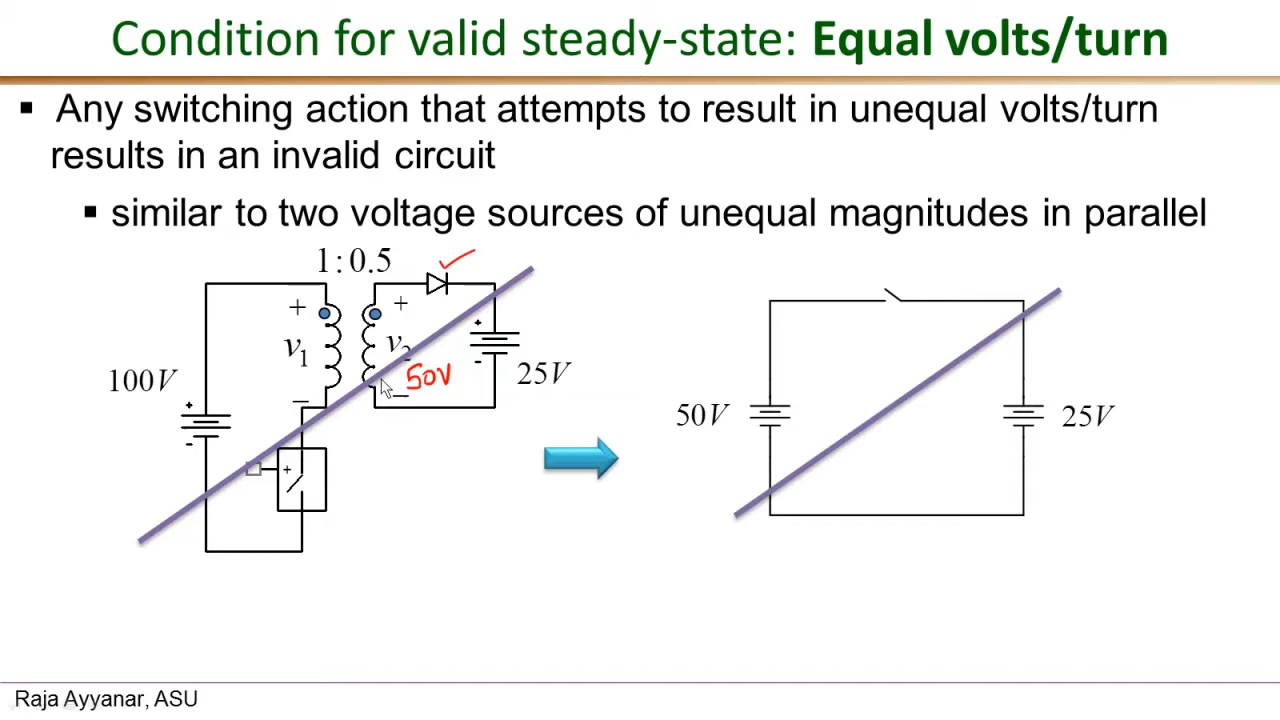 Condition for valid steady-state: Equal volts/turn
▪ Any switching action that attempts to result in unequal volts/turn
results in an invalid circuit
▪ similar to two voltage sources of unequal magnitudes in parallel
1:0.5
+ +
v₁ v₂
+ -
50V
100V 25V
+ -
- -
+
50V 25V
Raja Ayyanar, ASU